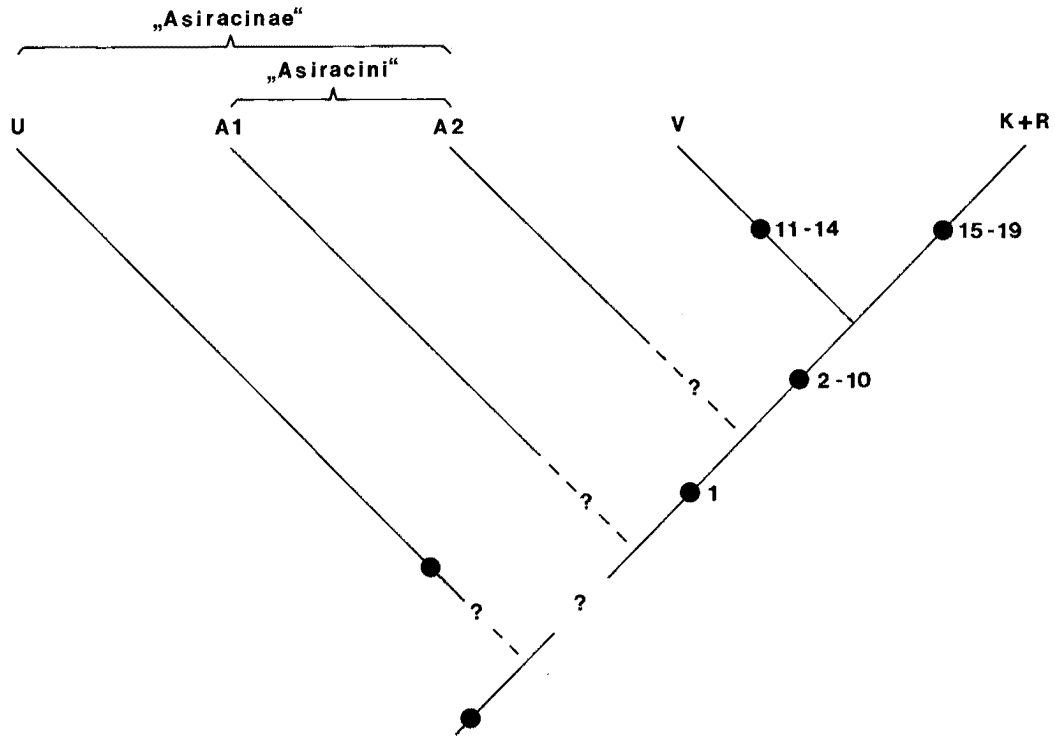 „Asiracinae“
„Asiracini“
U A1 A2 V K+R
11-14 15-19
2-10
?
1
?
?
?